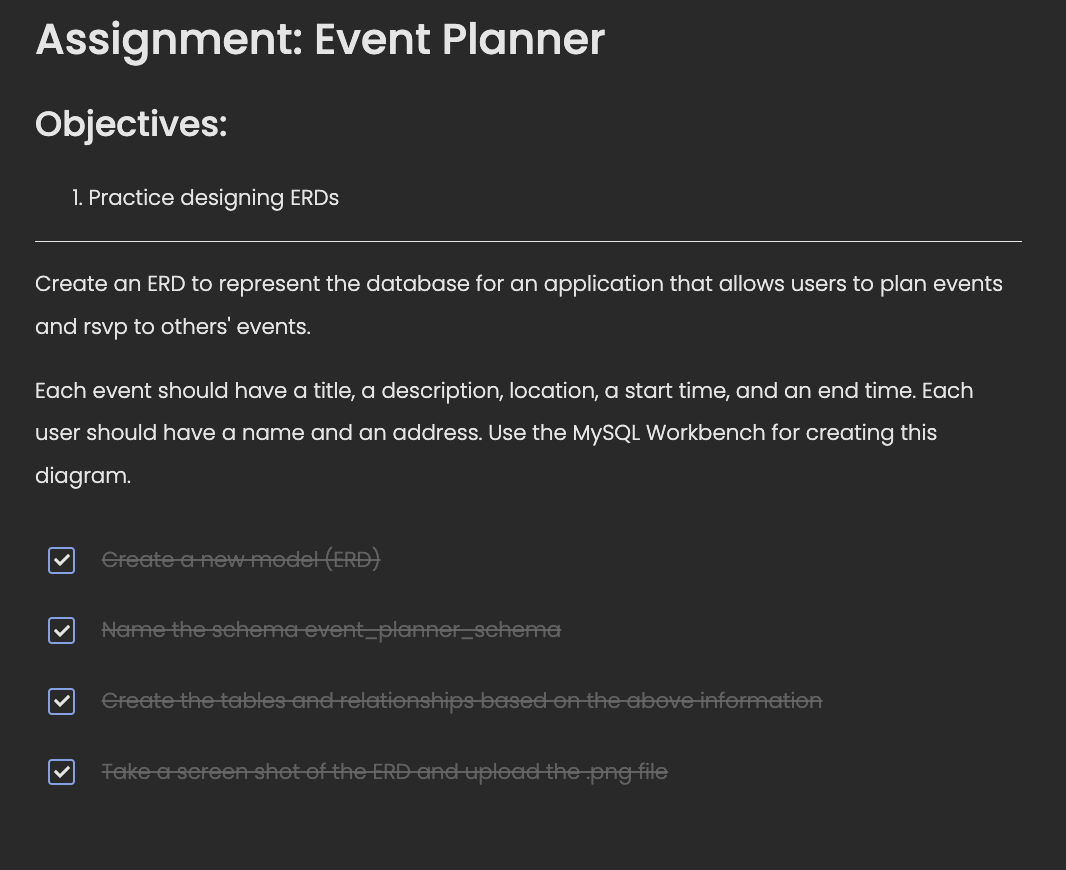 Assignment: Event Planner
Objectives:
1. Practice designing ERDs
Create an ERD to represent the database for an application that allows users to plan events
and rsvp to others' events.
Each event should have a title, a description, location, a start time, and an end time. Each
user should have a name and an address. Use the MySQL Workbench for creating this
diagram.
Create a new model (ERD)
Name the schema event_planner_schema
Create the tables and relationships based on the above information
Take a screen shot of the ERD and upload the .png file